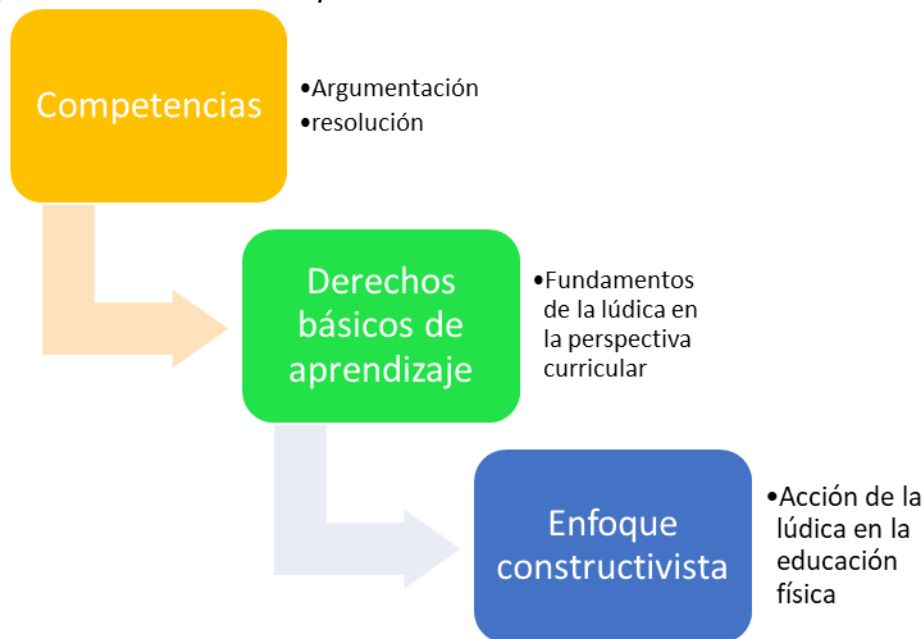 Competencias
•Argumentación
•resolución
Derechos
básicos de
aprendizaje
•Fundamentos
de la lúdica en
la perspectiva
curricular
Enfoque
constructivista
•Acción de la
lúdica en la
educación
física